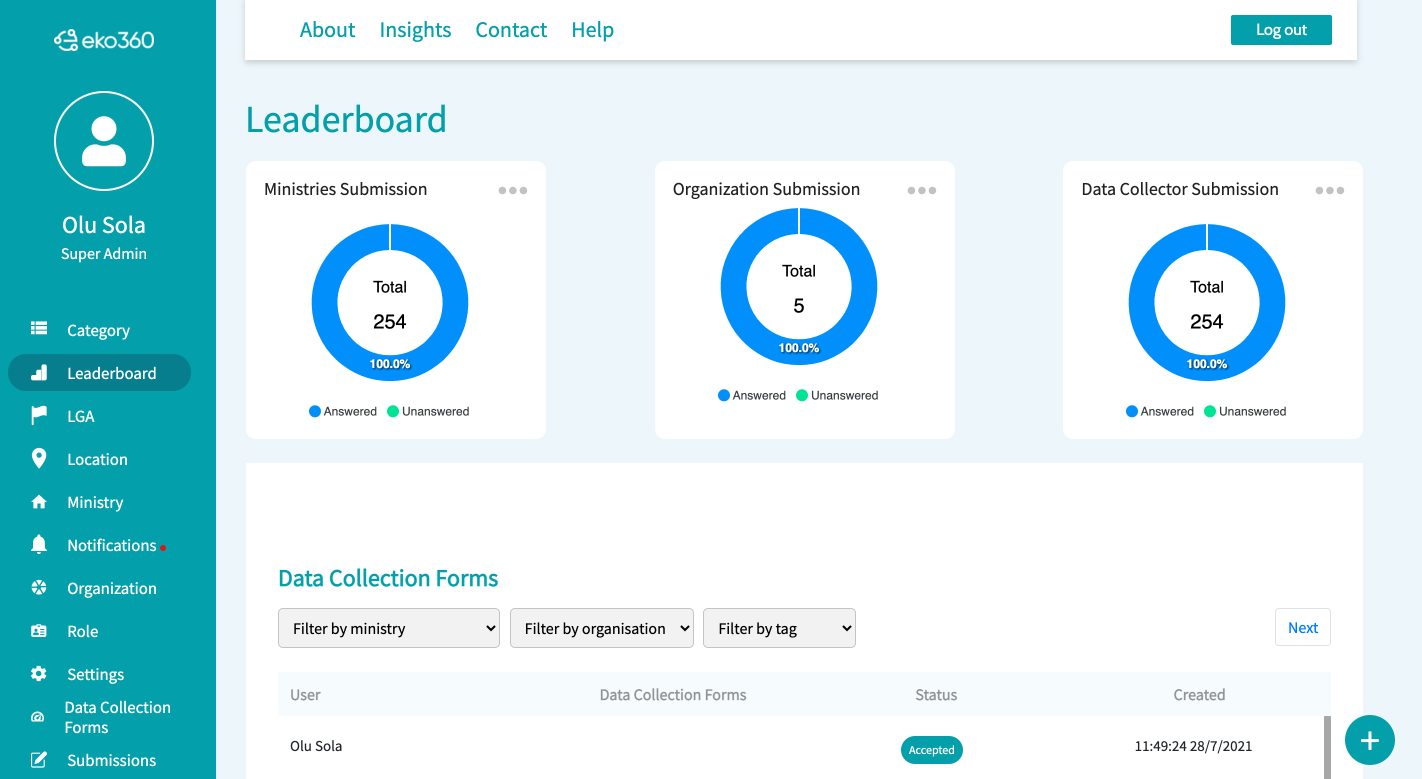 eko360
Olu Sola
Super Admin
Category
Leaderboard
LGA
Location
Ministry
Notifications
Organization
Role
Settings
Data Collection
Forms
Submissions
About Insights Contact Help
Log out
Leaderboard
Ministries Submission
Total
254
100.0%
Answered Unanswered
Organization Submission
Total
5
100.0%
Answered Unanswered
Data Collector Submission
Total
254
100.0%
Answered Unanswered
Data Collection Forms
Filter by ministry Filter by organisation Filter by tag Next
User Data Collection Forms Status Created
Olu Sola Accepted 11:49:24 28/7/2021